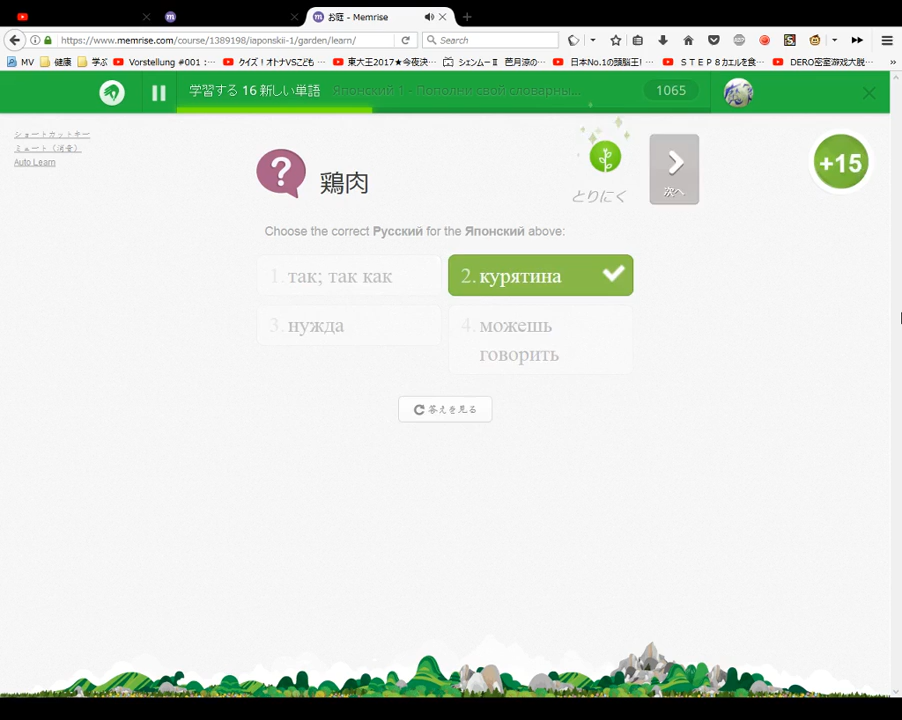 お庭 - Memrise
https://www.memrise.com/course/1389198/iaponskii-1/garden/learn/
Search
MV 健康 学ぶ Vorstellung #001 :… クイズ！オトナVSこども… 東大王2017★今夜決… シェンムーⅡ 芭月涼の… 日本No.1の頭脳王! … ＳＴＥＰ８カエルを食… DERO密室游戏大脱…
学習する 16 新しい単語 Японский 1 - Пополни свой словарны… 1065
ショートカットキー
ミュート（消音）
Auto Learn
鶏肉
とりにく
次へ
+15
Choose the correct Русский for the Японский above:
1. так; так как
2. курятина
3. нужда
4. можешь
говорить
答えを見る